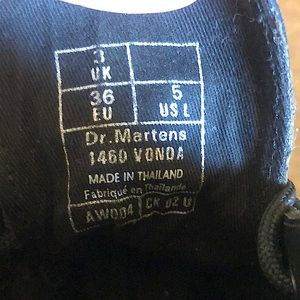 3
UK
36 5
EU US L
Dr.Martens
1460 VONDA
MADE IN THAILAND
Fabriqué en Thaïlande
AW004 CK 02 U